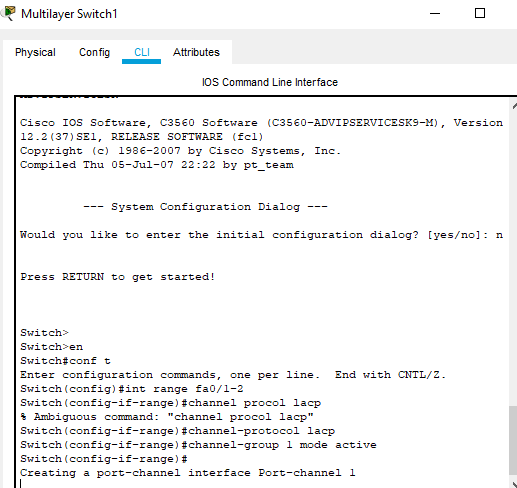 Multilayer Switch1
Physical Config CLI Attributes
IOS Command Line Interface
Cisco IOS Software, C3560 Software (C3560-ADVIPSERVICESK9-M), Version
12.2(37)SE1, RELEASE SOFTWARE (fc1)
Copyright (c) 1986-2007 by Cisco Systems, Inc.
Compiled Thu 05-Jul-07 22:22 by pt_team
--- System Configuration Dialog ---
Would you like to enter the initial configuration dialog? [yes/no]: n
Press RETURN to get started!
Switch>
Switch>en
Switch#conf t
Enter configuration commands, one per line.  End with CNTL/Z.
Switch(config)#int range fa0/1-2
Switch(config-if-range)#channel procol lacp
% Ambiguous command: "channel procol lacp"
Switch(config-if-range)#channel-protocol lacp
Switch(config-if-range)#channel-group 1 mode active
Switch(config-if-range)#
Creating a port-channel interface Port-channel 1